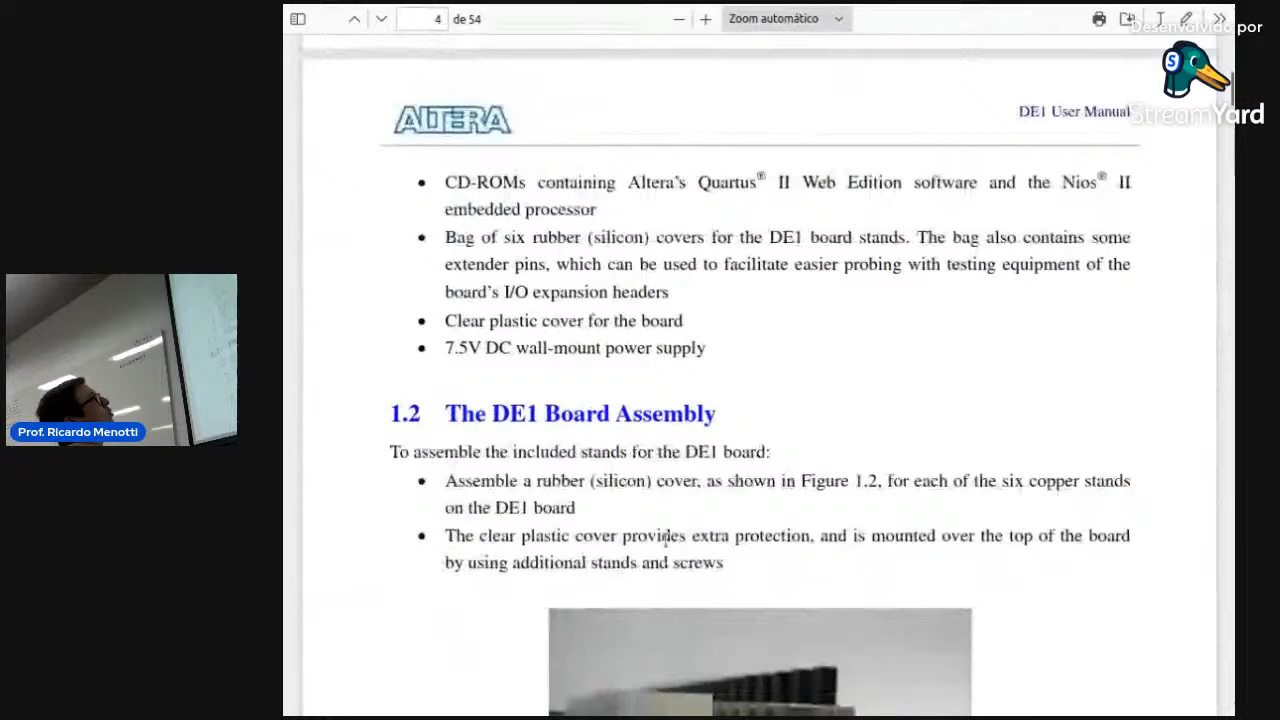 4 de 54
Zoom automático
Desenvolvido por
StreamYard
ALTERA
DE1 User Manual
• CD-ROMs containing Altera's Quartus® II Web Edition software and the Nios® II
embedded processor
• Bag of six rubber (silicon) covers for the DE1 board stands. The bag also contains some
extender pins, which can be used to facilitate easier probing with testing equipment of the
board's I/O expansion headers
• Clear plastic cover for the board
• 7.5V DC wall-mount power supply
1.2 The DE1 Board Assembly
To assemble the included stands for the DE1 board:
• Assemble a rubber (silicon) cover, as shown in Figure 1.2, for each of the six copper stands
on the DE1 board
• The clear plastic cover provides extra protection, and is mounted over the top of the board
by using additional stands and screws
Prof. Ricardo Menotti